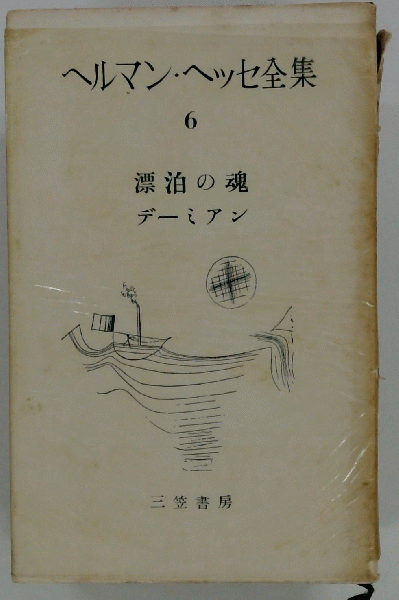 ヘルマン・ヘッセ全集
6
漂泊の魂
デーミアン
三笠書房